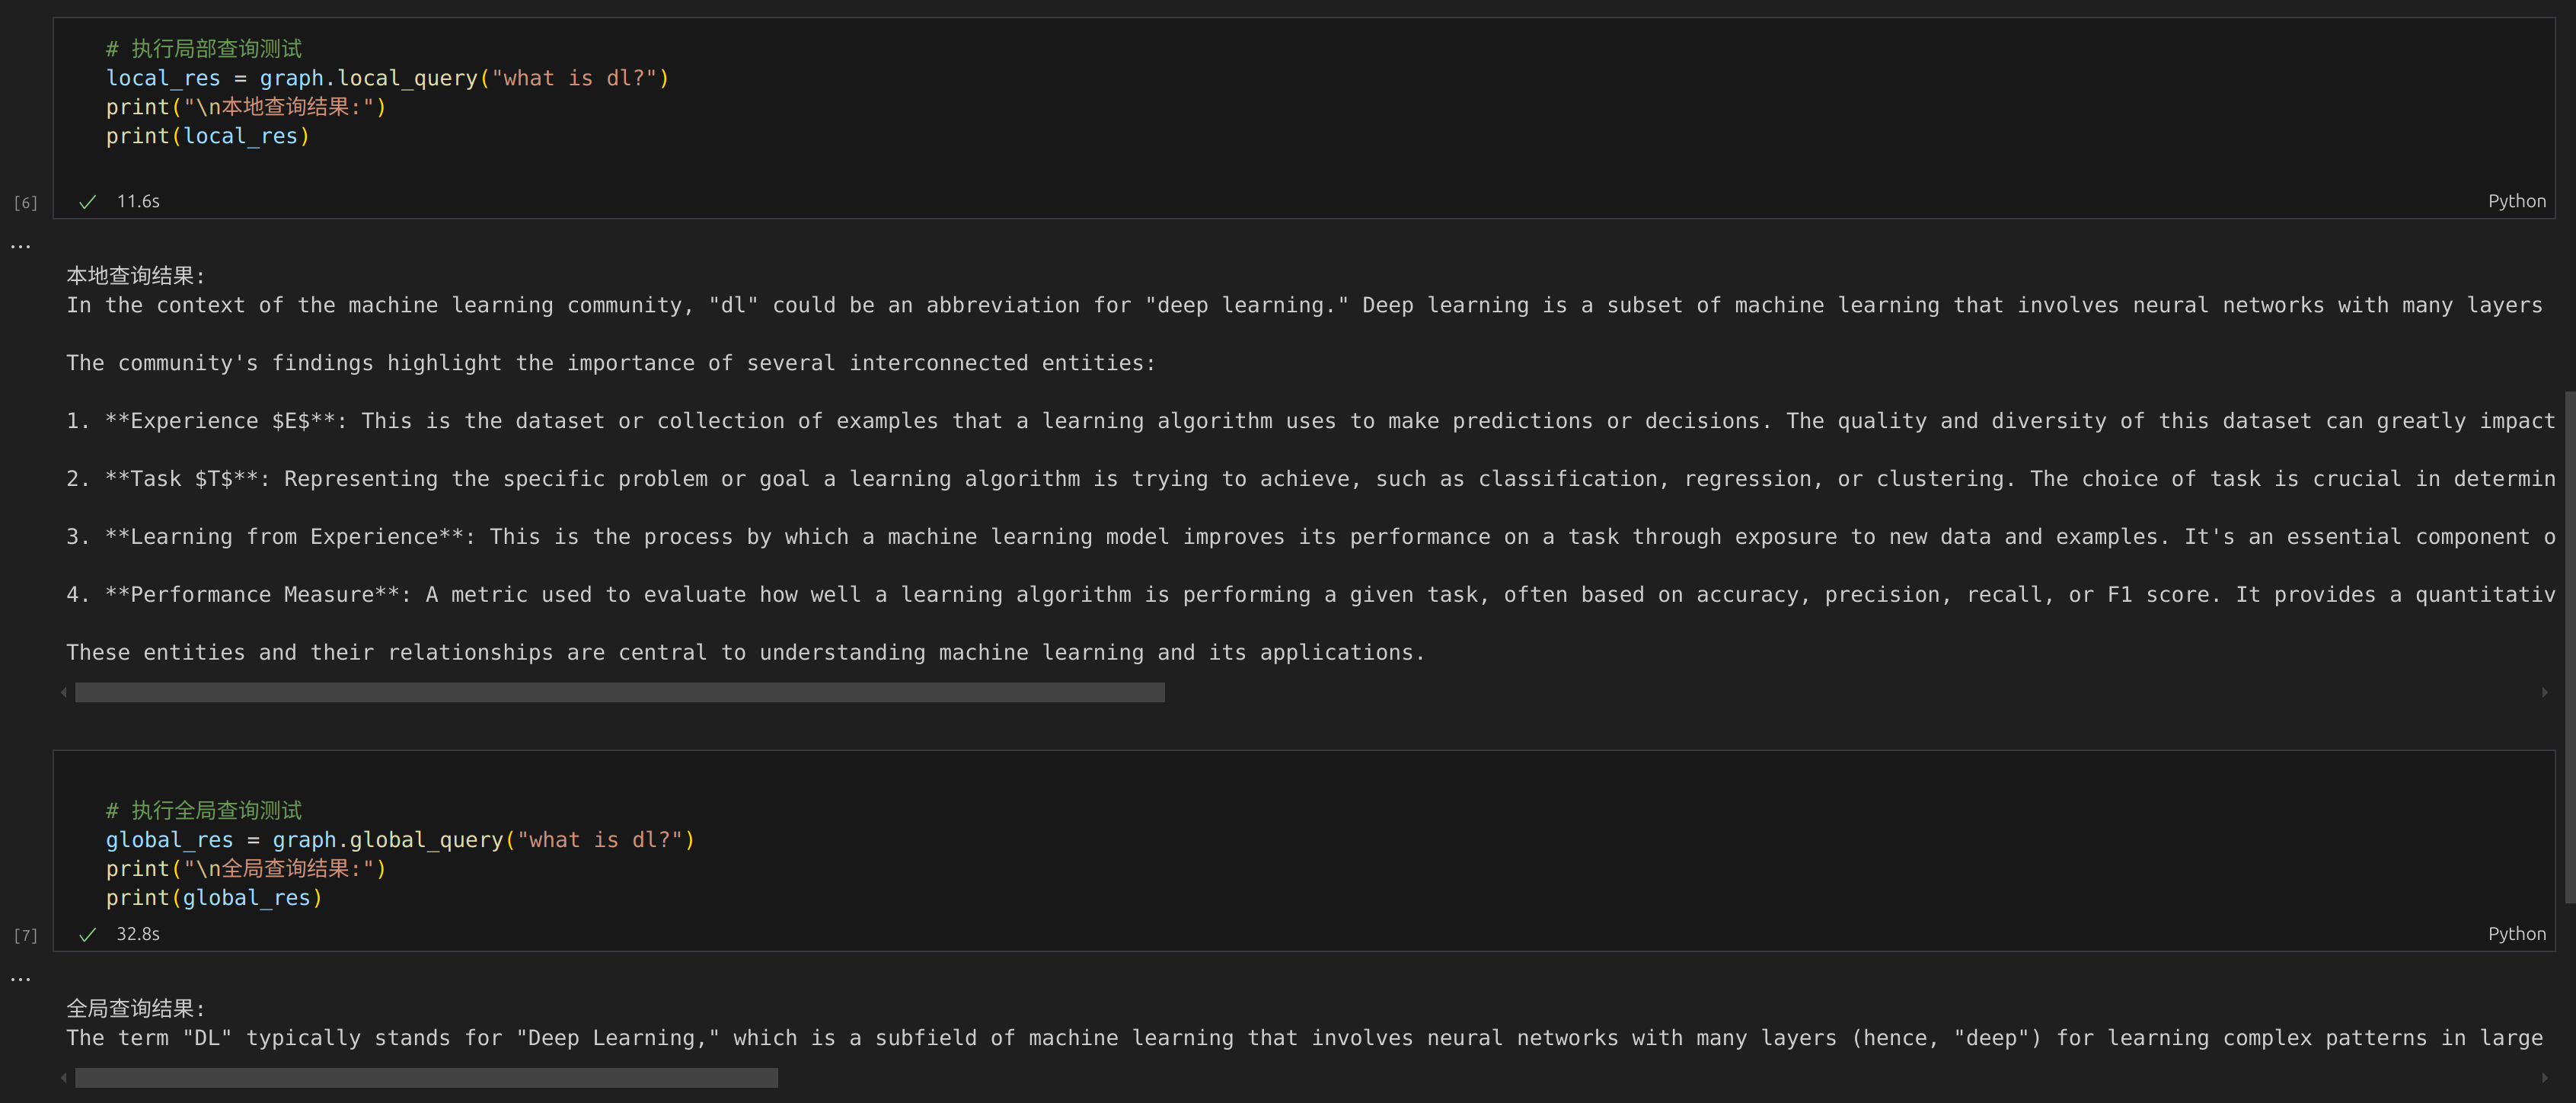 # 执行局部查询测试
local_res = graph.local_query("what is dl?")
print("\n本地查询结果:")
print(local_res)
[6]
11.6s
Python
...
本地查询结果:
In the context of the machine learning community, "dl" could be an abbreviation for "deep learning." Deep learning is a subset of machine learning that involves neural networks with many layers
The community's findings highlight the importance of several interconnected entities:
1. **Experience $E$**: This is the dataset or collection of examples that a learning algorithm uses to make predictions or decisions. The quality and diversity of this dataset can greatly impact
2. **Task $T$**: Representing the specific problem or goal a learning algorithm is trying to achieve, such as classification, regression, or clustering. The choice of task is crucial in determin
3. **Learning from Experience**: This is the process by which a machine learning model improves its performance on a task through exposure to new data and examples. It's an essential component o
4. **Performance Measure**: A metric used to evaluate how well a learning algorithm is performing a given task, often based on accuracy, precision, recall, or F1 score. It provides a quantitativ
These entities and their relationships are central to understanding machine learning and its applications.
# 执行全局查询测试
global_res = graph.global_query("what is dl?")
print("\n全局查询结果:")
print(global_res)
[7]
32.8s
Python
...
全局查询结果:
The term "DL" typically stands for "Deep Learning," which is a subfield of machine learning that involves neural networks with many layers (hence, "deep") for learning complex patterns in large